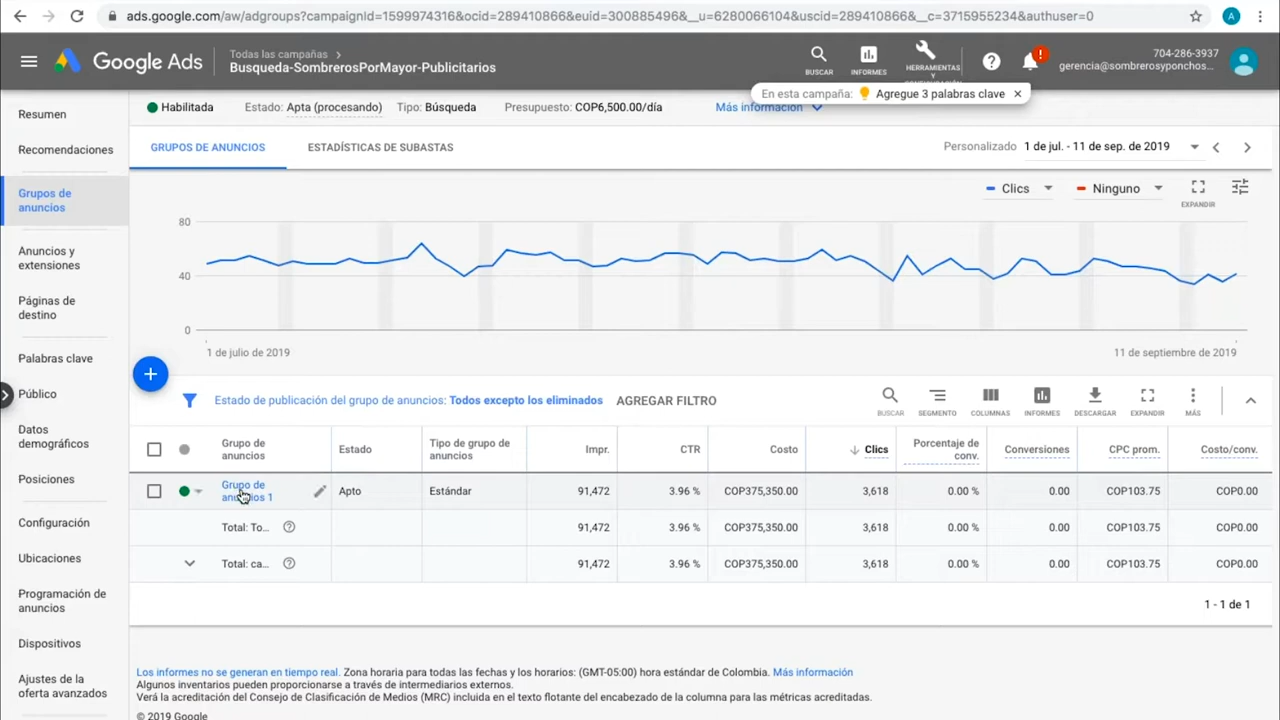 ads.google.com/aw/adgroups?campaignId=1599974316&ocid=289410866&euid=300885496&__u=6280066104&uscid=289410866&__c=3715955234&authuser=0
A
Google Ads
Todas las campañas
Busqueda-SombrerosPorMayor-Publicitarios
BUSCAR
INFORMES
HERRAMIENTAS
Y
!
704-286-3937
gerencia@sombrerosyponchos...
En esta campaña: Agregue 3 palabras clave
Habilitada Estado: Apta (procesando) Tipo: Búsqueda Presupuesto: COP6,500.00/día Más información
Resumen
Recomendaciones
Grupos de
anuncios
Anuncios y
extensiones
Páginas de
destino
Palabras clave
Público
Datos
demográficos
Posiciones
Configuración
Ubicaciones
Programación de
anuncios
Dispositivos
Ajustes de la
oferta avanzados
GRUPOS DE ANUNCIOS ESTADÍSTICAS DE SUBASTAS
Personalizado 1 de jul. - 11 de sep. de 2019
Clics Ninguno
EXPANDIR
80
40
0
1 de julio de 2019 11 de septiembre de 2019
Estado de publicación del grupo de anuncios: Todos excepto los eliminados AGREGAR FILTRO
BUSCAR SEGMENTO COLUMNAS INFORMES DESCARGAR EXPANDIR MÁS
Grupo de
anuncios
Estado
Tipo de grupo de
anuncios
Impr.
CTR
Costo
Clics
Porcentaje de
conv.
Conversiones
CPC prom.
Costo/conv.
Grupo de
anuncios 1
Apto Estándar 91,472 3.96 % COP375,350.00 3,618 0.00 % 0.00 COP103.75 COP0.00
Total: To... 91,472 3.96 % COP375,350.00 3,618 0.00 % 0.00 COP103.75 COP0.00
Total: ca... 91,472 3.96 % COP375,350.00 3,618 0.00 % 0.00 COP103.75 COP0.00
1 - 1 de 1
Los informes no se generan en tiempo real. Zona horaria para todas las fechas y los horarios: (GMT-05:00) hora estándar de Colombia. Más información
Algunos inventarios pueden proporcionarse a través de intermediarios externos.
Verá la acreditación del Consejo de Clasificación de Medios (MRC) incluida en el texto flotante del encabezado de la columna para las métricas acreditadas.
© 2019 Google